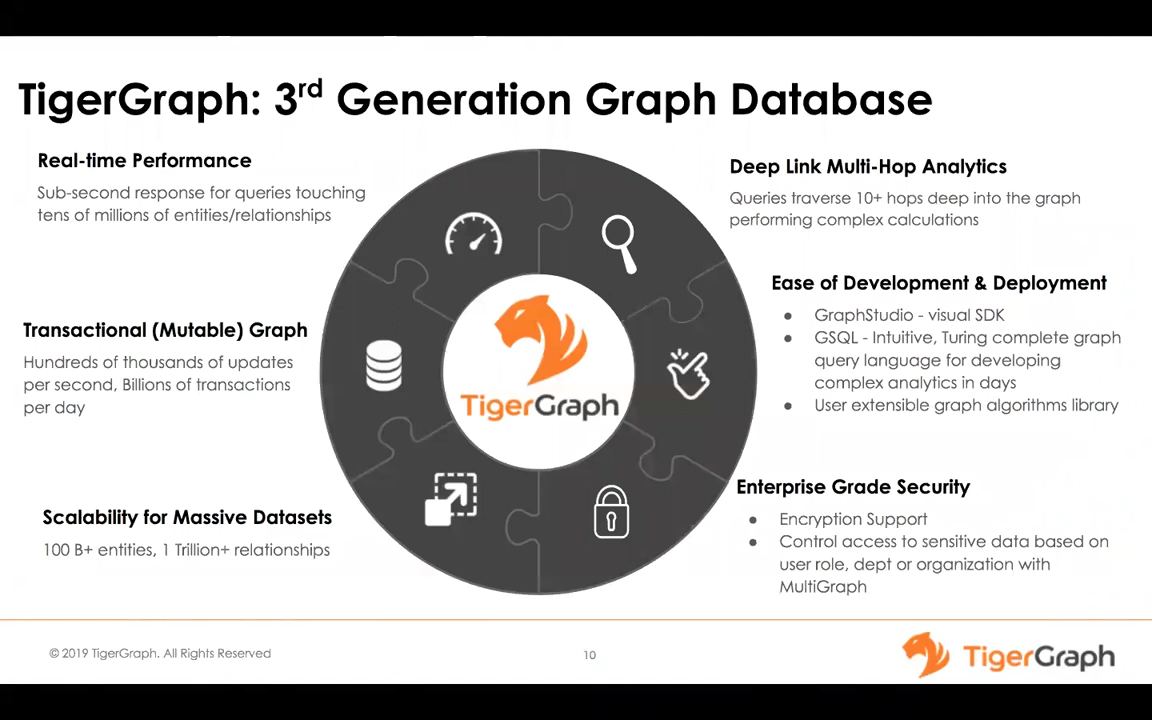 TigerGraph: 3rd Generation Graph Database
Real-time Performance
Sub-second response for queries touching
tens of millions of entities/relationships
Transactional (Mutable) Graph
Hundreds of thousands of updates
per second, Billions of transactions
per day
Scalability for Massive Datasets
100 B+ entities, 1 Trillion+ relationships
TigerGraph
Deep Link Multi-Hop Analytics
Queries traverse 10+ hops deep into the graph
performing complex calculations
Ease of Development & Deployment
● GraphStudio - visual SDK
● GSQL - Intuitive, Turing complete graph
query language for developing
complex analytics in days
● User extensible graph algorithms library
Enterprise Grade Security
● Encryption Support
● Control access to sensitive data based on
user role, dept or organization with
MultiGraph
© 2019 TigerGraph. All Rights Reserved
10
TigerGraph